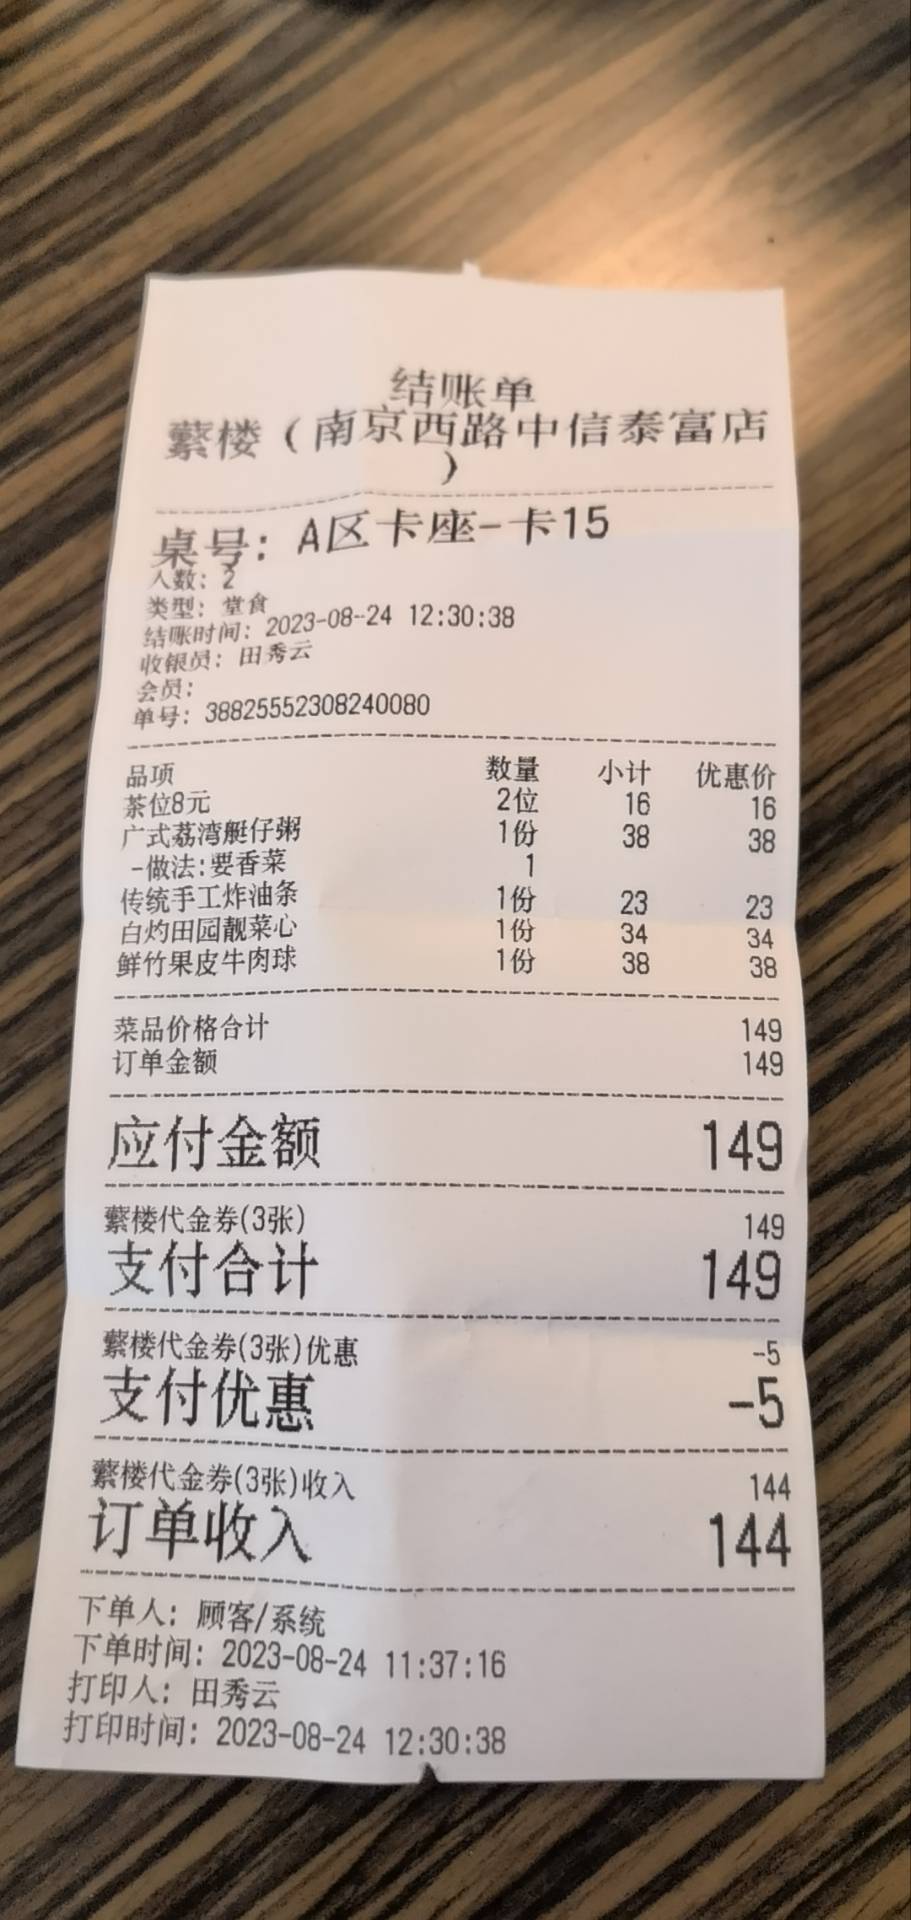 结账单
蘩楼（南京西路中信泰富店
）
桌号：A区卡座-卡15
人数：2
类型：堂食
结账时间：2023-08-24 12:30:38
收银员：田秀云
会员：
单号：38825552308240080
品项 数量 小计 优惠价
茶位8元 2位 16 16
广式荔湾艇仔粥 1份 38 38
-做法:要香菜 1
传统手工炸油条 1份 23 23
白灼田园靓菜心 1份 34 34
鲜竹果皮牛肉球 1份 38 38
菜品价格合计 149
订单金额 149
应付金额 149
蘩楼代金券(3张) 149
支付合计 149
蘩楼代金券(3张)优惠 -5
支付优惠 -5
蘩楼代金券(3张)收入 144
订单收入 144
下单人：顾客/系统
下单时间：2023-08-24 11:37:16
打印人：田秀云
打印时间：2023-08-24 12:30:38